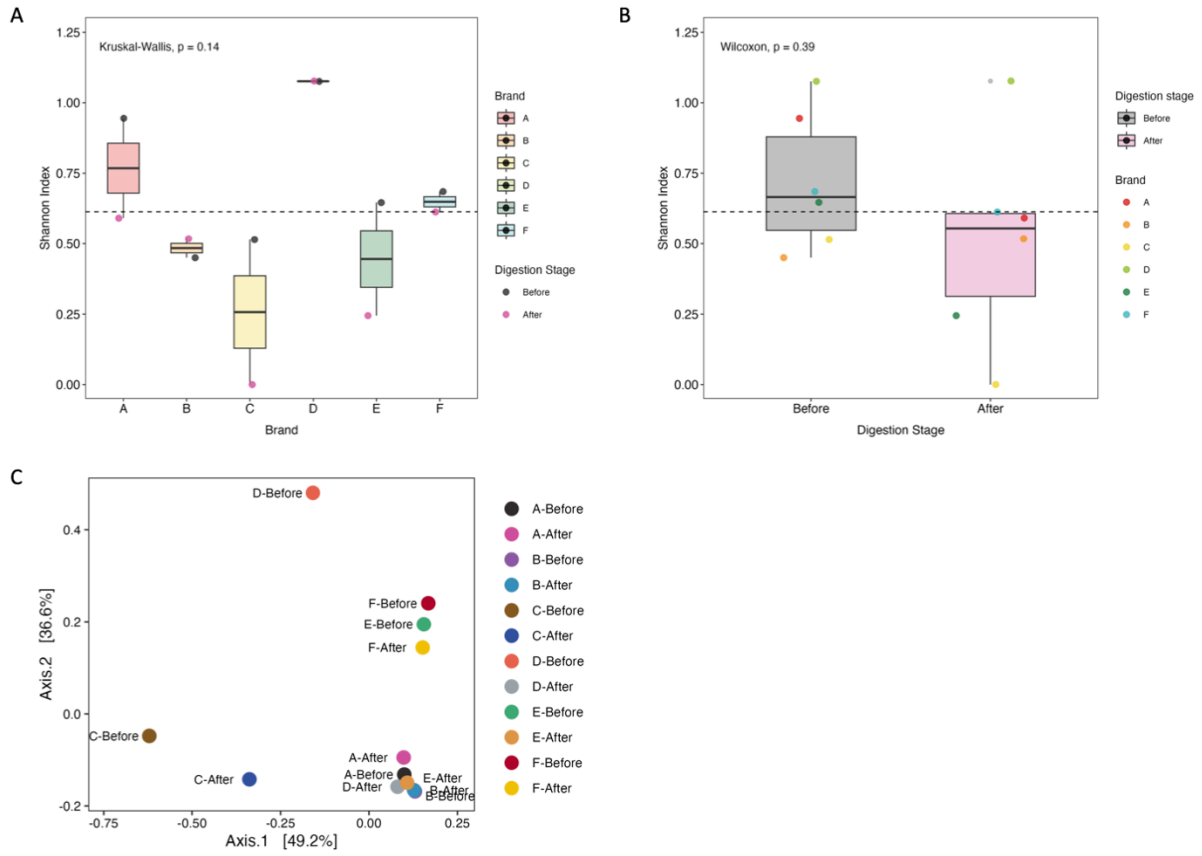 A
B
1.25
1.00
0.75
0.50
0.25
0.00
Shannon Index
Kruskal-Wallis, p = 0.14
A B C D E F
Brand
Brand
A
B
C
D
E
F
Digestion Stage
Before
After
1.25
1.00
0.75
0.50
0.25
0.00
Shannon Index
Wilcoxon, p = 0.39
Before After
Digestion Stage
Digestion stage
Before
After
Brand
A
B
C
D
E
F
C
0.4
0.2
0.0
-0.2
Axis.2 [36.6%]
D-Before
F-Before
E-Before
F-After
C-Before
C-After
A-After
A-Before
E-After
D-After
B-After
B-Before
-0.75 -0.50 -0.25 0.00 0.25
Axis.1 [49.2%]
A-Before
A-After
B-Before
B-After
C-Before
C-After
D-Before
D-After
E-Before
E-After
F-Before
F-After